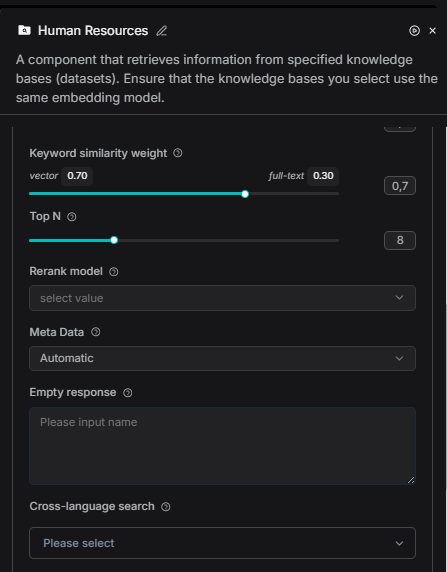 Human Resources
A component that retrieves information from specified knowledge
bases (datasets). Ensure that the knowledge bases you select use the
same embedding model.
Keyword similarity weight
vector 0.70 full-text 0.30
0,7
Top N
8
Rerank model
select value
Meta Data
Automatic
Empty response
Please input name
Cross-language search
Please select